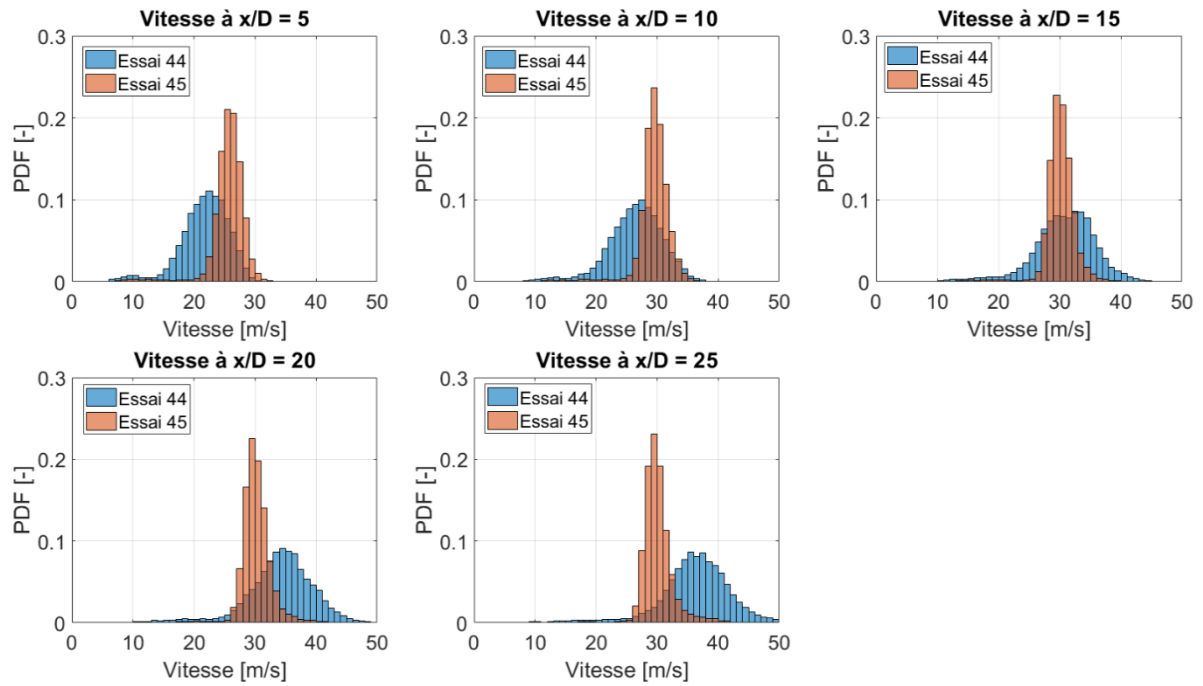 Vitesse à x/D = 5
0.3
0.2
0.1
0
PDF [-]
Essai 44
Essai 45
0 10 20 30 40 50
Vitesse [m/s]
Vitesse à x/D = 10
0.3
0.2
0.1
0
PDF [-]
Essai 44
Essai 45
0 10 20 30 40 50
Vitesse [m/s]
Vitesse à x/D = 15
0.3
0.2
0.1
0
PDF [-]
Essai 44
Essai 45
0 10 20 30 40 50
Vitesse [m/s]
Vitesse à x/D = 20
0.3
0.2
0.1
0
PDF [-]
Essai 44
Essai 45
0 10 20 30 40 50
Vitesse [m/s]
Vitesse à x/D = 25
0.3
0.2
0.1
0
PDF [-]
Essai 44
Essai 45
0 10 20 30 40 50
Vitesse [m/s]